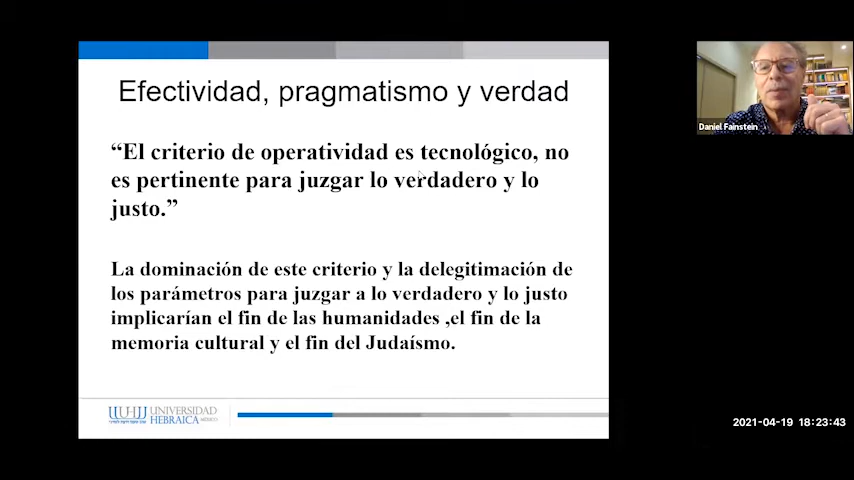 Efectividad, pragmatismo y verdad
“El criterio de operatividad es tecnológico, no
es pertinente para juzgar lo verdadero y lo
justo.”
La dominación de este criterio y la delegitimación de
los parámetros para juzgar a lo verdadero y lo justo
implicarían el fin de las humanidades ,el fin de la
memoria cultural y el fin del Judaísmo.
UNIVERSIDAD
HEBRAICA MÉXICO
Daniel Fainstein
2021-04-19 18:23:43